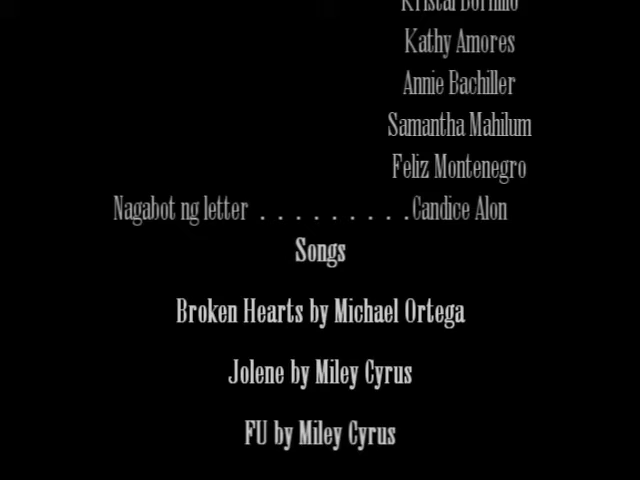 Kathy Amores
Annie Bachiller
Samantha Mahilum
Feliz Montenegro
Nagabot ng letter . . . . . . . . . Candice Alon
Songs
Broken Hearts by Michael Ortega
Jolene by Miley Cyrus
FU by Miley Cyrus